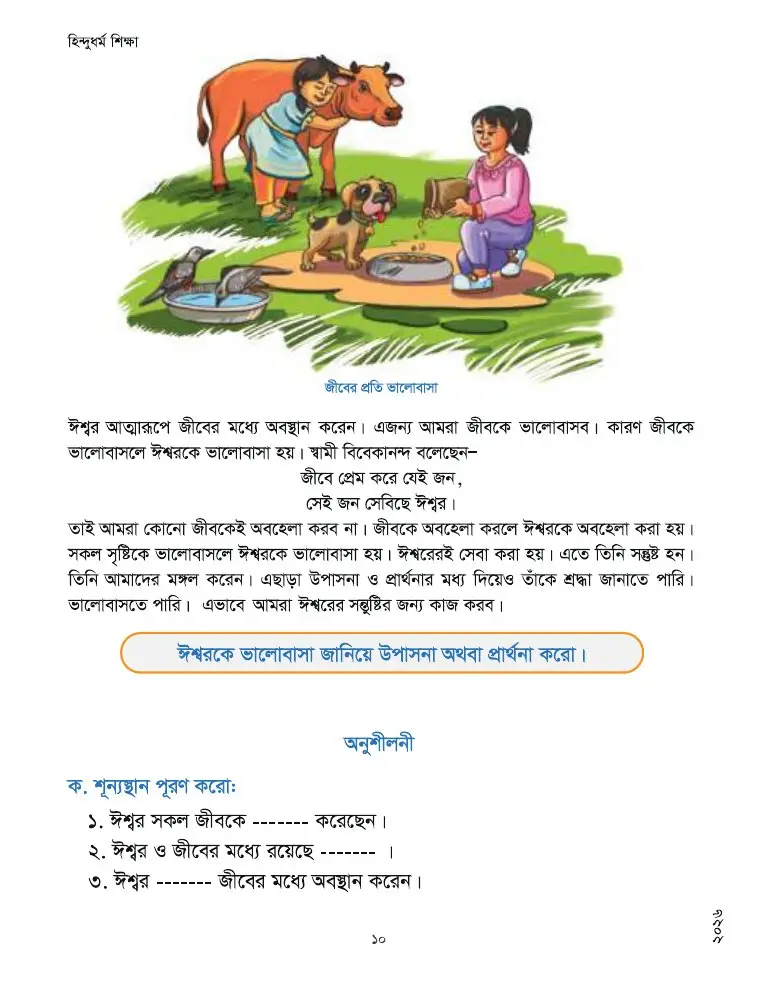 হিন্দুধর্ম শিক্ষা
জীবের প্রতি ভালোবাসা
ঈশ্বর আত্মারূপে জীবের মধ্যে অবস্থান করেন। এজন্য আমরা জীবকে ভালোবাসব। কারণ জীবকে
ভালোবাসলে ঈশ্বরকে ভালোবাসা হয়। স্বামী বিবেকানন্দ বলেছেন–
জীবে প্রেম করে যেই জন,
সেই জন সেবিছে ঈশ্বর।
তাই আমরা কোনো জীবকেই অবহেলা করব না। জীবকে অবহেলা করলে ঈশ্বরকে অবহেলা করা হয়।
সকল সৃষ্টিকে ভালোবাসলে ঈশ্বরকে ভালোবাসা হয়। ঈশ্বরেরই সেবা করা হয়। এতে তিনি সন্তুষ্ট হন।
তিনি আমাদের মঙ্গল করেন। এছাড়া উপাসনা ও প্রার্থনার মধ্য দিয়েও তাঁকে শ্রদ্ধা জানাতে পারি।
ভালোবাসতে পারি। এভাবে আমরা ঈশ্বরের সন্তুষ্টির জন্য কাজ করব।
ঈশ্বরকে ভালোবাসা জানিয়ে উপাসনা অথবা প্রার্থনা করো।
অনুশীলনী
ক. শূন্যস্থান পূরণ করো:
১. ঈশ্বর সকল জীবকে ------- করেছেন।
২. ঈশ্বর ও জীবের মধ্যে রয়েছে ------- ।
৩. ঈশ্বর ------- জীবের মধ্যে অবস্থান করেন।
১০
২০২৬